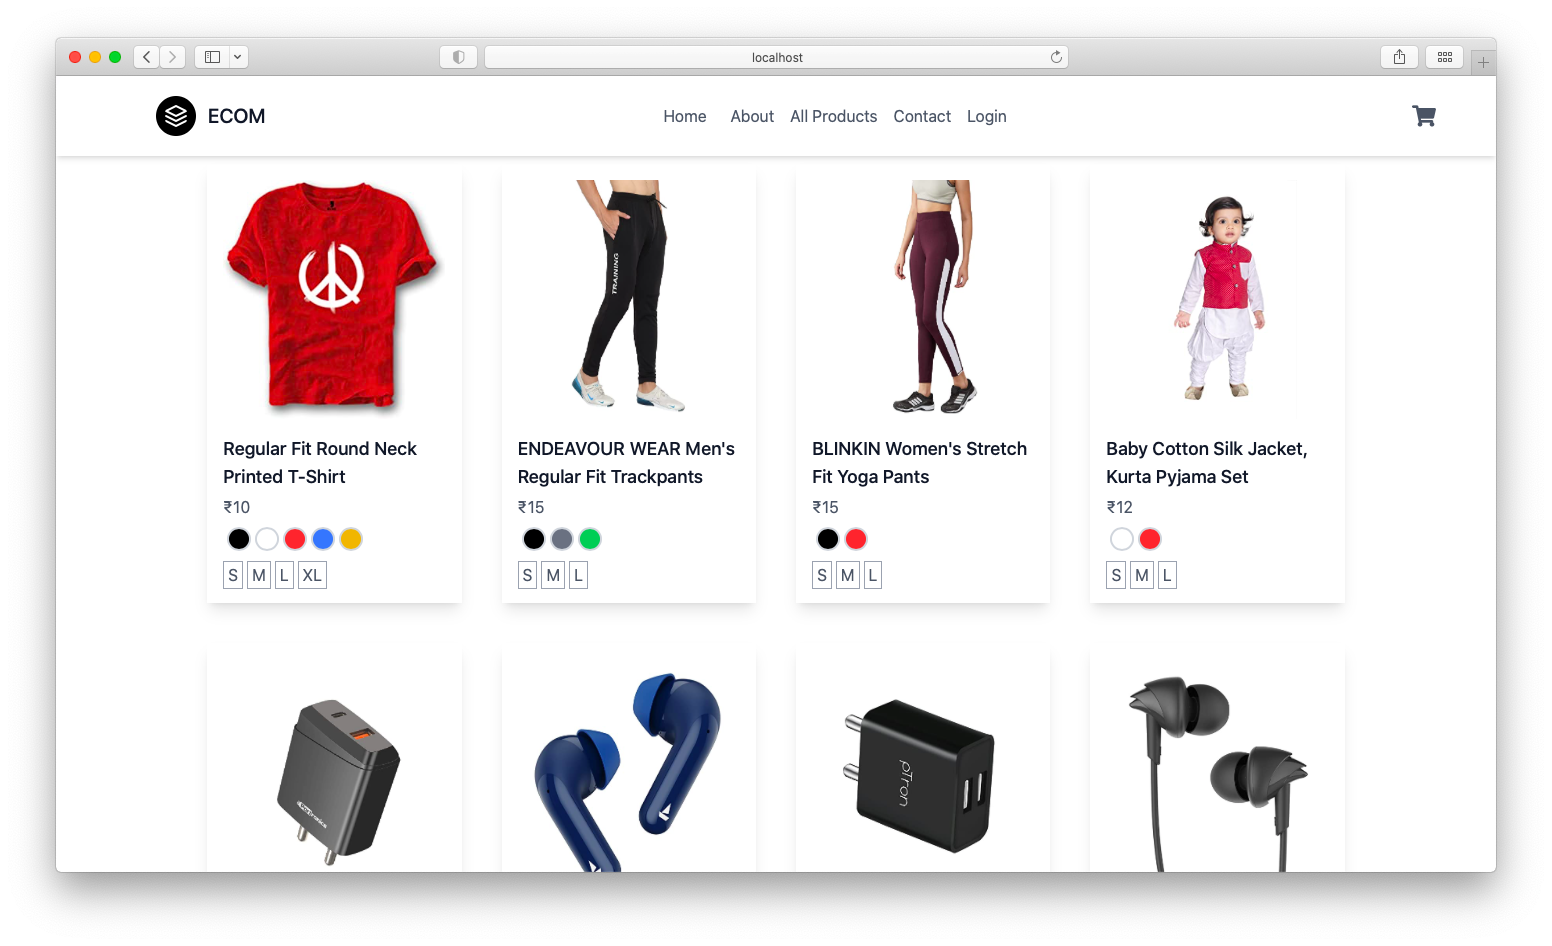 localhost
ECOM
Home About All Products Contact Login
TRAINING
Regular Fit Round Neck
Printed T-Shirt
₹10
S M L XL
ENDEAVOUR WEAR Men's
Regular Fit Trackpants
₹15
S M L
BLINKIN Women's Stretch
Fit Yoga Pants
₹15
S M L
Baby Cotton Silk Jacket,
Kurta Pyjama Set
₹12
S M L
Portronics
pTron